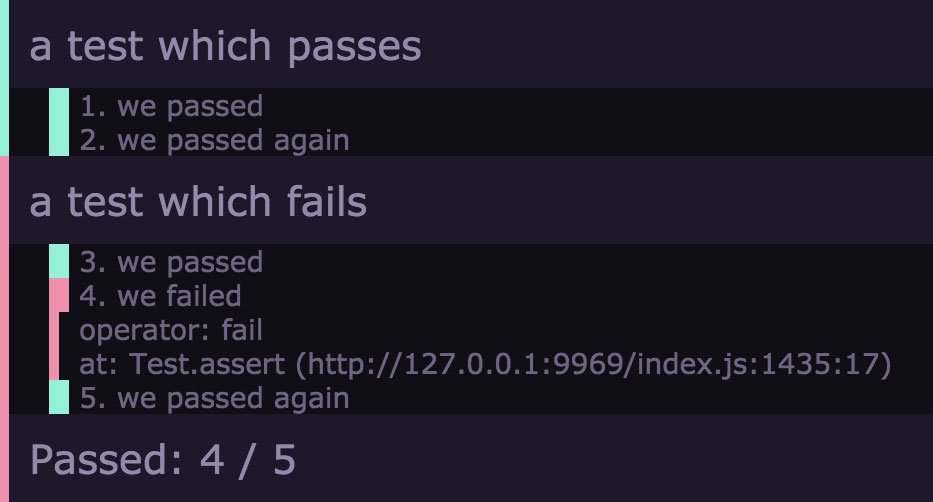 a test which passes
1. we passed
2. we passed again
a test which fails
3. we passed
4. we failed
operator: fail
at: Test.assert (http://127.0.0.1:9969/index.js:1435:17)
5. we passed again
Passed: 4 / 5